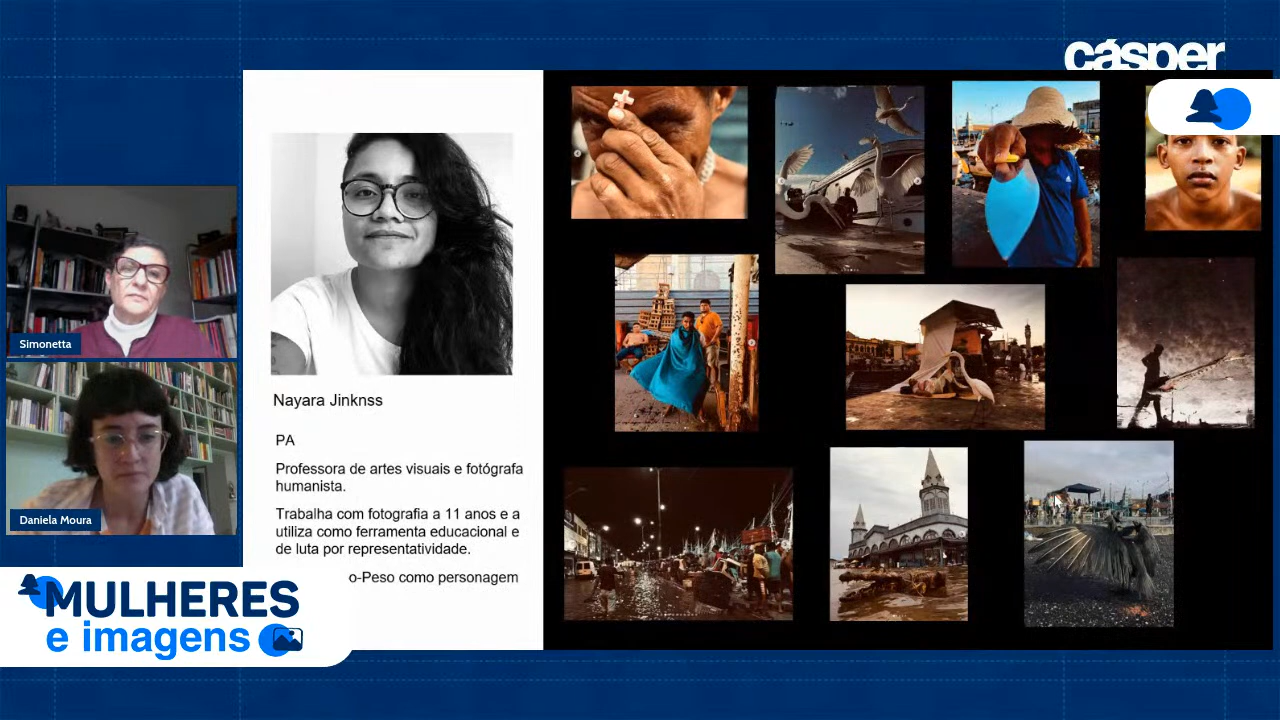 cásper
Simonetta
Daniela Moura
Nayara Jinknss
PA
Professora de artes visuais e fotógrafa
humanista.
Trabalha com fotografia a 11 anos e a
utiliza como ferramenta educacional e
de luta por representatividade.
o-Peso como personagem
MULHERES
e imagens